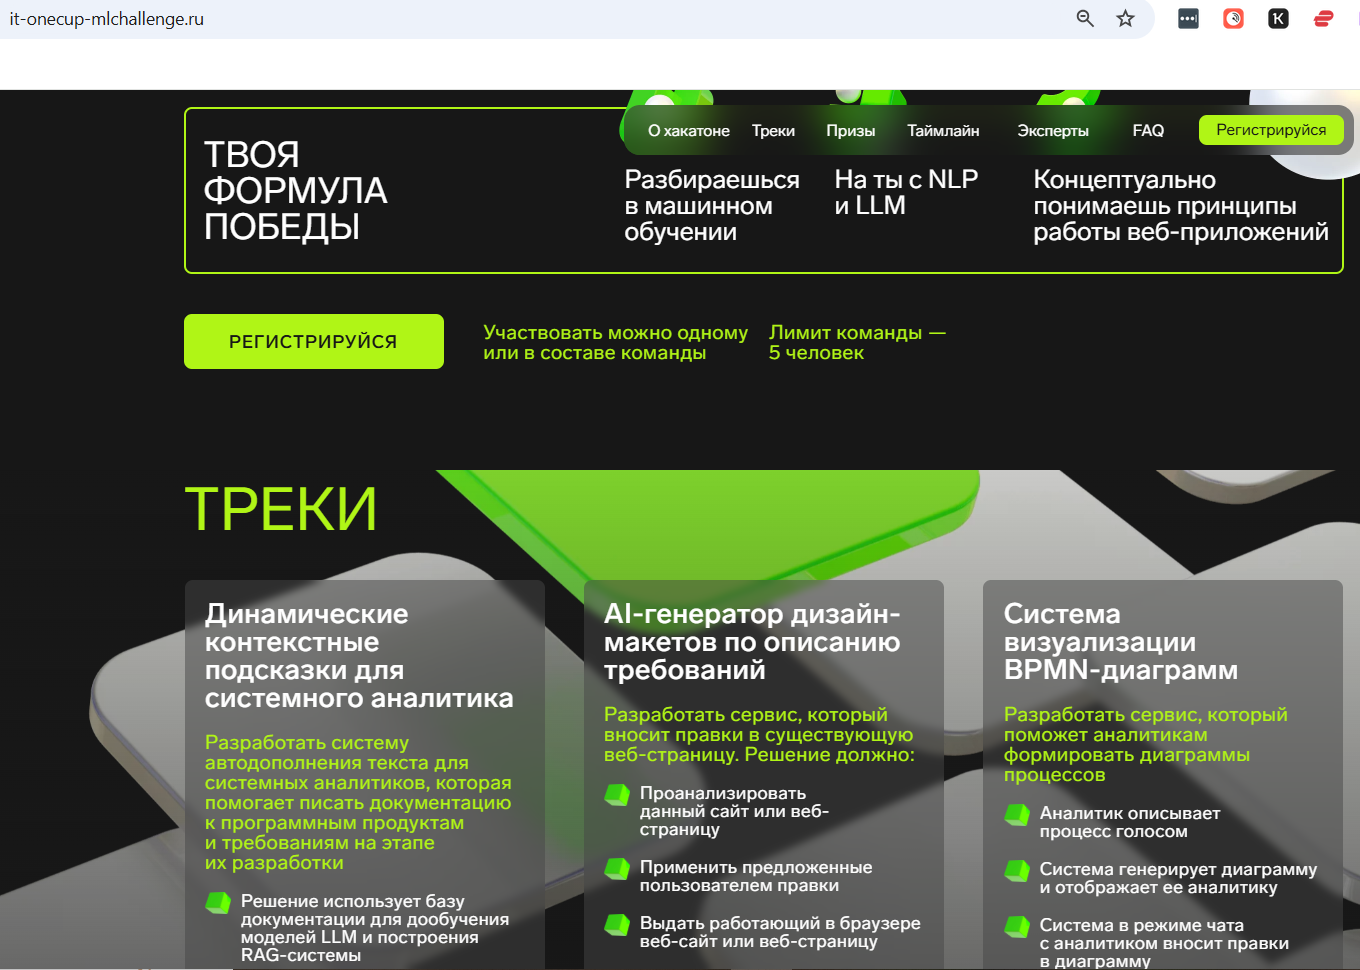 it-onecup-mlchallenge.ru
О хакатоне Треки Призы Таймлайн Эксперты FAQ Регистрируйся
ТВОЯ
ФОРМУЛА
ПОБЕДЫ
Разбираешься
в машинном
обучении
На ты с NLP
и LLM
Концептуально
понимаешь принципы
работы веб-приложений
РЕГИСТРИРУЙСЯ
Участвовать можно одному
или в составе команды
Лимит команды —
5 человек
ТРЕКИ
Динамические
контекстные
подсказки для
системного аналитика
Разработать систему
автодополнения текста для
системных аналитиков, которая
помогает писать документацию
к программным продуктам
и требованиям на этапе
их разработки
Решение использует базу
документации для дообучения
моделей LLM и построения
RAG-системы
AI-генератор дизайн-
макетов по описанию
требований
Разработать сервис, который
вносит правки в существующую
веб-страницу. Решение должно:
Проанализировать
данный сайт или веб-
страницу
Применить предложенные
пользователем правки
Выдать работающий в браузере
веб-сайт или веб-страницу
Система
визуализации
BPMN-диаграмм
Разработать сервис, который
поможет аналитикам
формировать диаграммы
процессов
Аналитик описывает
процесс голосом
Система генерирует диаграмму
и отображает ее аналитику
Система в режиме чата
с аналитиком вносит правки
в диаграмму